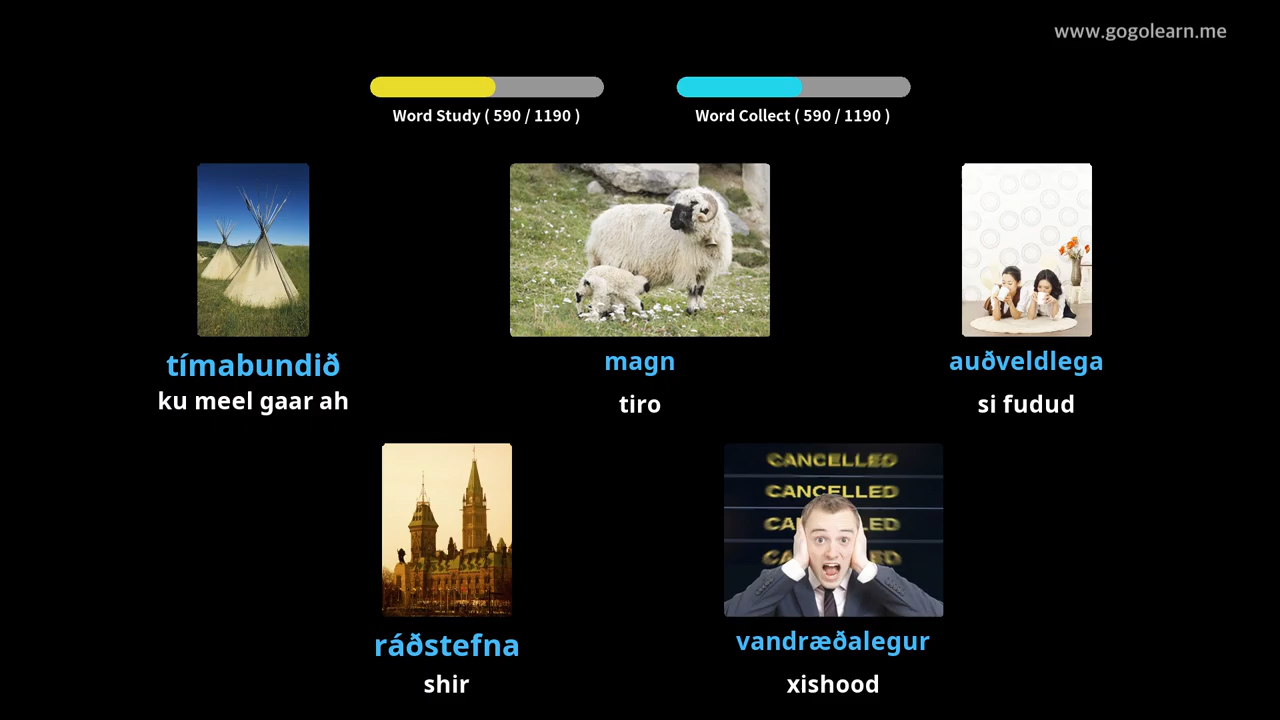 www.gogolearn.me
Word Study ( 590 / 1190 )
Word Collect ( 590 / 1190 )
tímabundið
magn
auðveldlega
ku meel gaar ah
tiro
si fudud
CANCELLED
CANCELLED
ráðstefna
vandræðalegur
shir
xishood